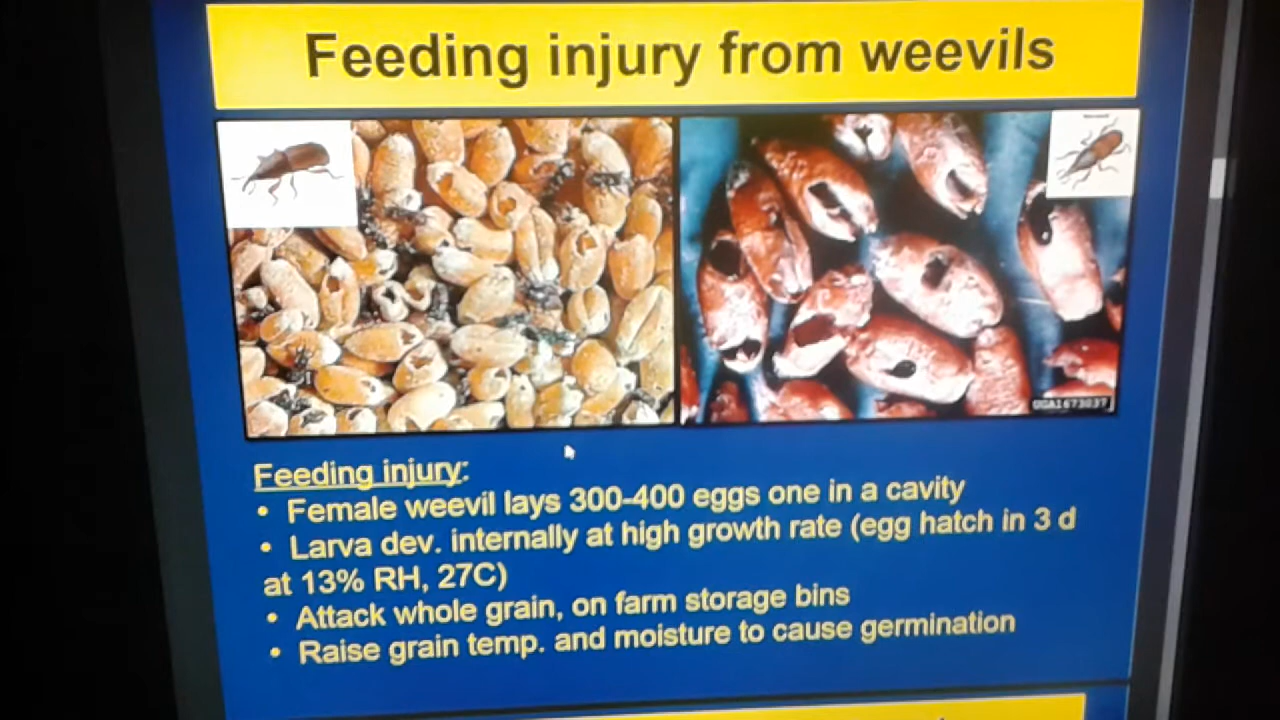 Feeding injury from weevils
UGA1673037
Feeding injury:
• Female weevil lays 300-400 eggs one in a cavity
• Larva dev. internally at high growth rate (egg hatch in 3 d
at 13% RH, 27C)
• Attack whole grain, on farm storage bins
• Raise grain temp. and moisture to cause germination